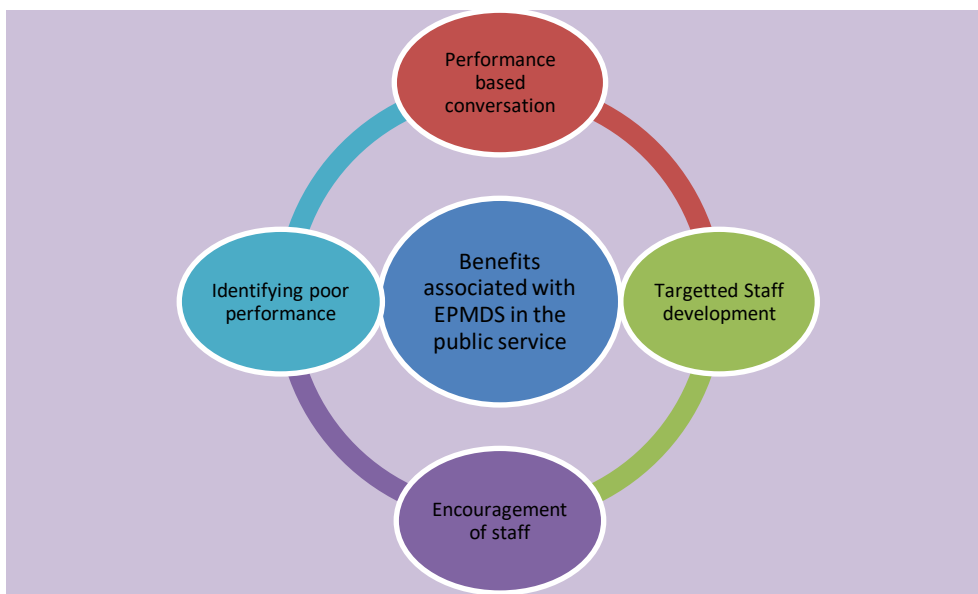 Performance
based
conversation
Identifying poor
performance
Benefits
associated with
EPMDS in the
public service
Targetted Staff
development
Encouragement
of staff